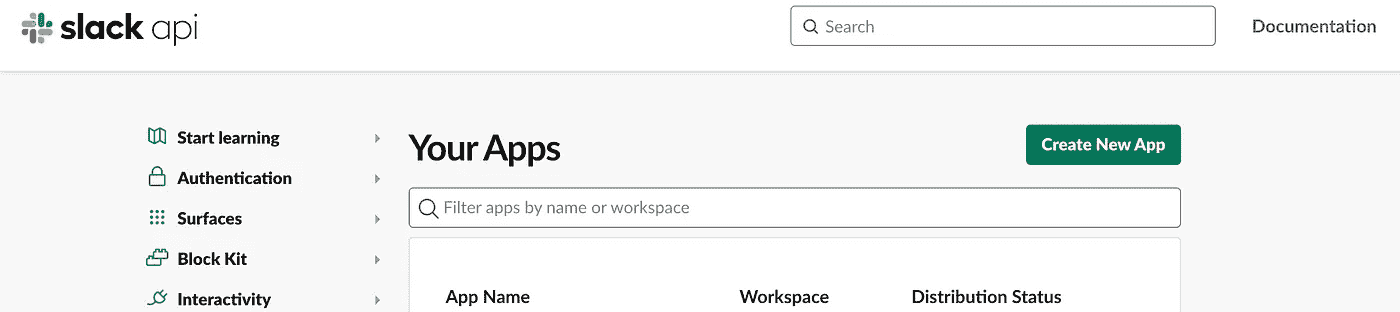 slack api
Search
Documentation
Start learning
Authentication
Surfaces
Block Kit
Interactivity
Your Apps
Create New App
Filter apps by name or workspace
App Name Workspace Distribution Status